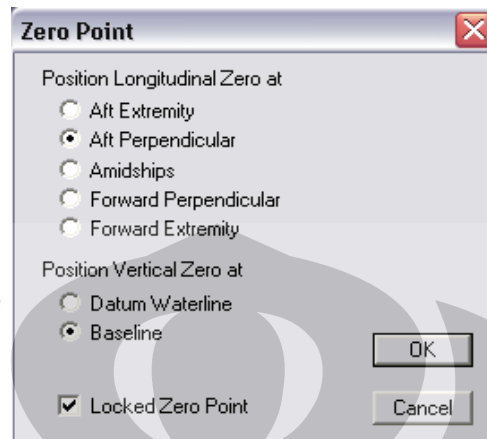 Zero Point
Position Longitudinal Zero at
Aft Extremity
Aft Perpendicular
Amidships
Forward Perpendicular
Forward Extremity
Position Vertical Zero at
Datum Waterline
Baseline
OK
Locked Zero Point
Cancel